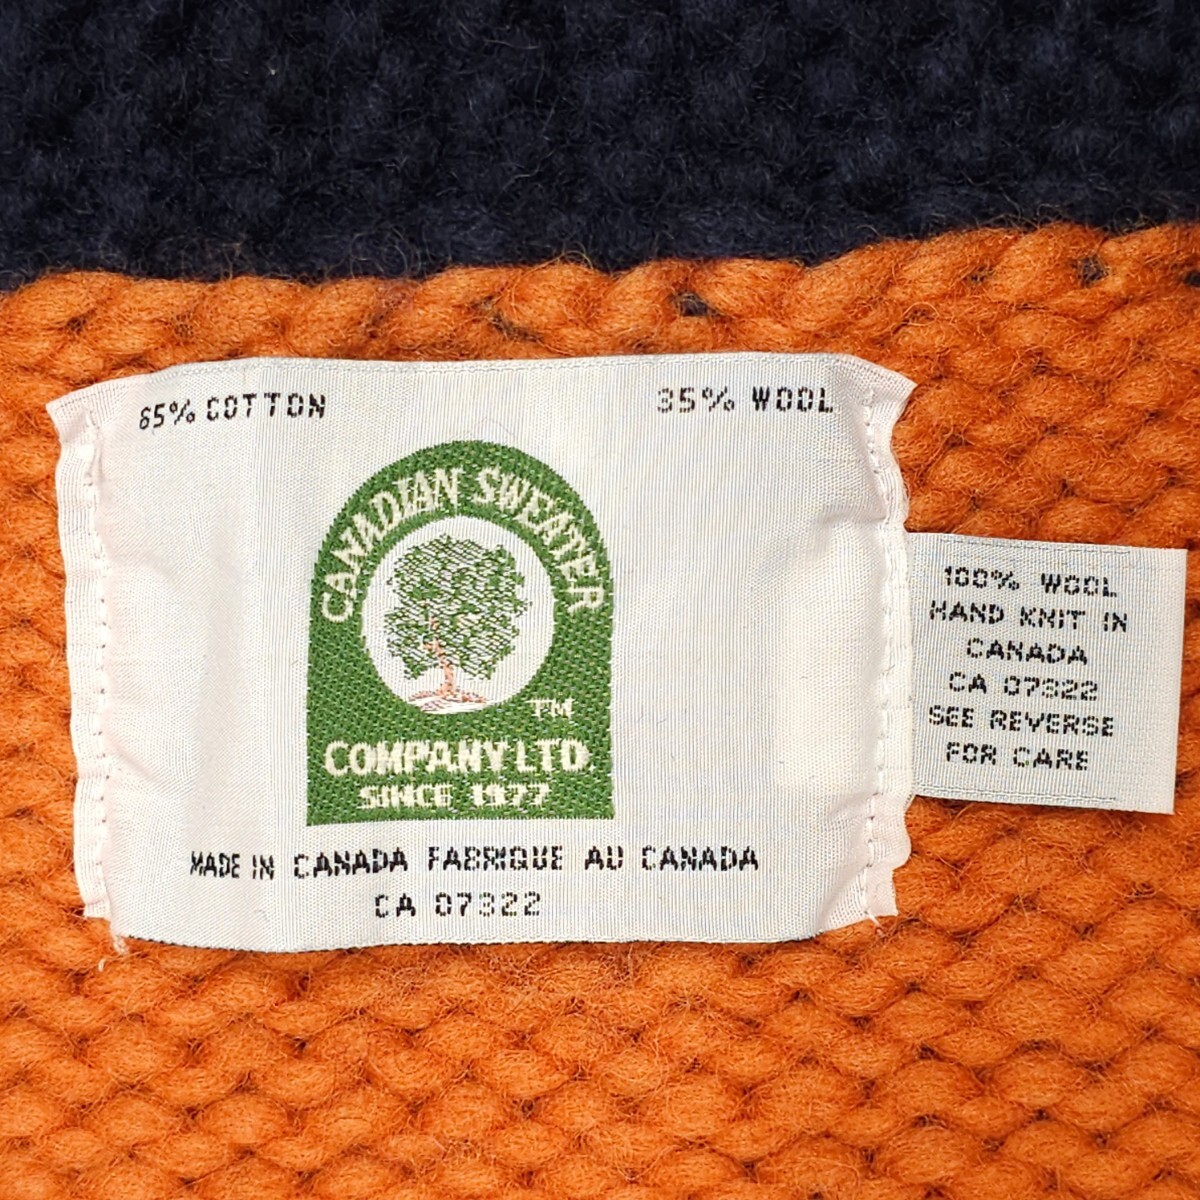 65% COTTON 35% WOOL
CANADIAN SWEATER
TM
COMPANY LTD.
SINCE 1977
MADE IN CANADA FABRIQUE AU CANADA
CA 07322
100% WOOL
HAND KNIT IN
CANADA
CA 07322
SEE REVERSE
FOR CARE